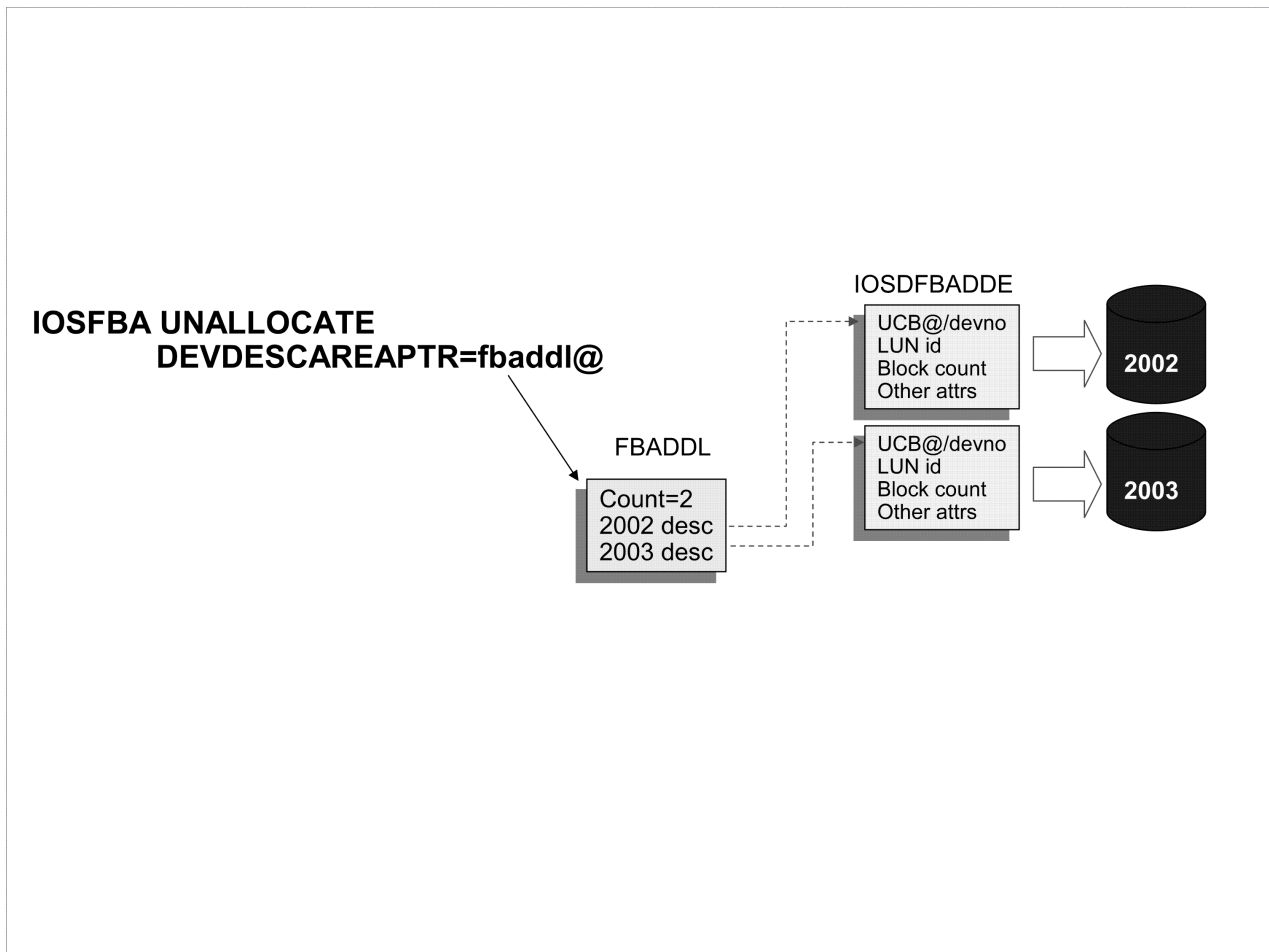 IOSFBA UNALLOCATE
DEVDESCAREAPTR=fbaddl@
FBADDL
Count=2
2002 desc
2003 desc
IOSDFBADDE
UCB@/devno
LUN id
Block count
Other attrs
2002
UCB@/devno
LUN id
Block count
Other attrs
2003